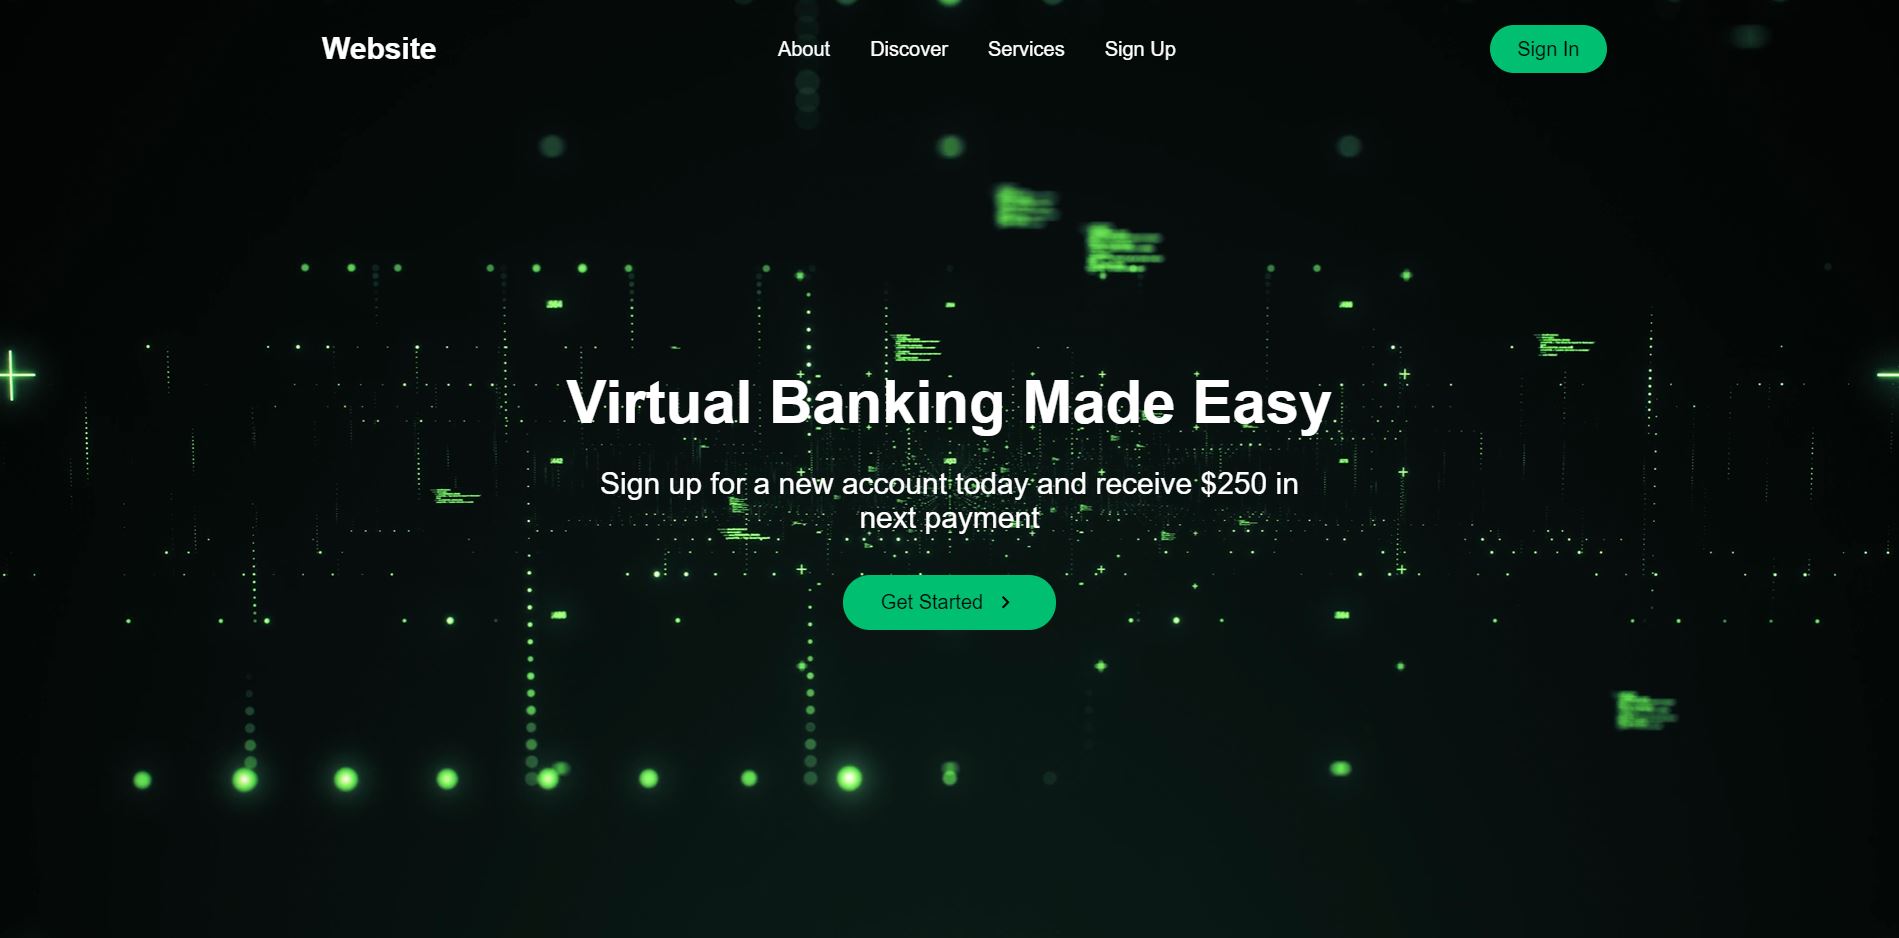 Website
About Discover Services Sign Up
Sign In
Virtual Banking Made Easy
Sign up for a new account today and receive $250 in
next payment
Get Started